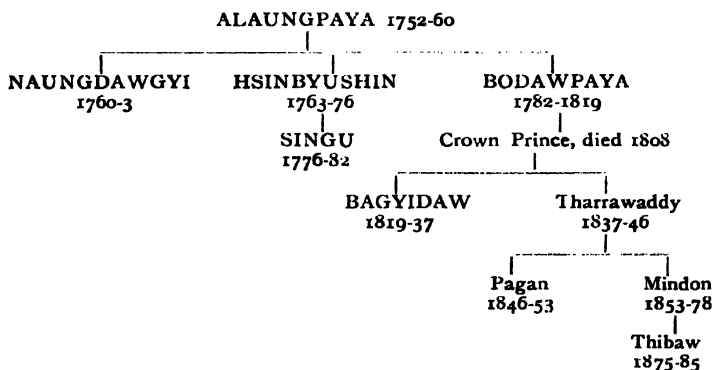 ALAUNGPAYA 1752-60
NAUNGDAWGYI HSINBYUSHIN BODAWPAYA
1760-3 1763-76 1782-1819
SINGU Crown Prince, died 1808
1776-82
BAGYIDAW Tharrawaddy
1819-37 1837-46
Pagan Mindon
1846-53 1853-78
Thibaw
1875-85